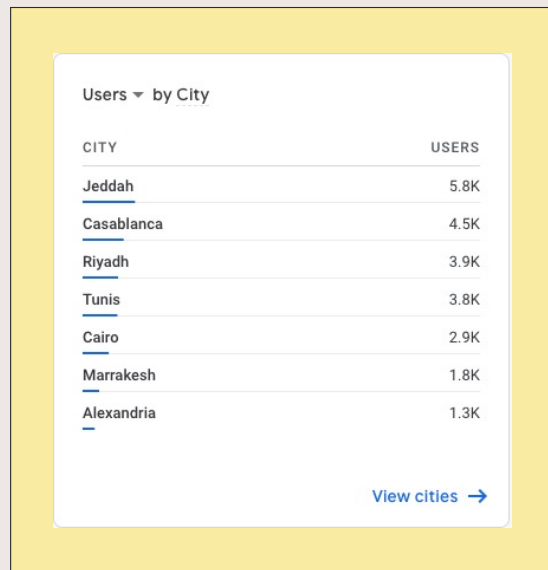 Users by City
CITY USERS
Jeddah 5.8K
Casablanca 4.5K
Riyadh 3.9K
Tunis 3.8K
Cairo 2.9K
Marrakesh 1.8K
Alexandria 1.3K
View cities